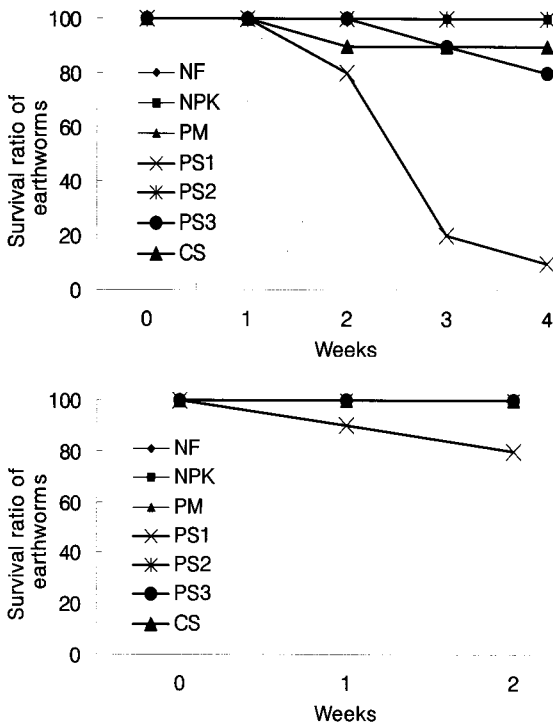 100
80
60
40
20
0
Survival ratio of
earthworms
NF
NPK
PM
PS1
PS2
PS3
CS
0 1 2 3 4
Weeks
100
80
60
40
20
0
Survival ratio of
earthworms
NF
NPK
PM
PS1
PS2
PS3
CS
0 1 2
Weeks